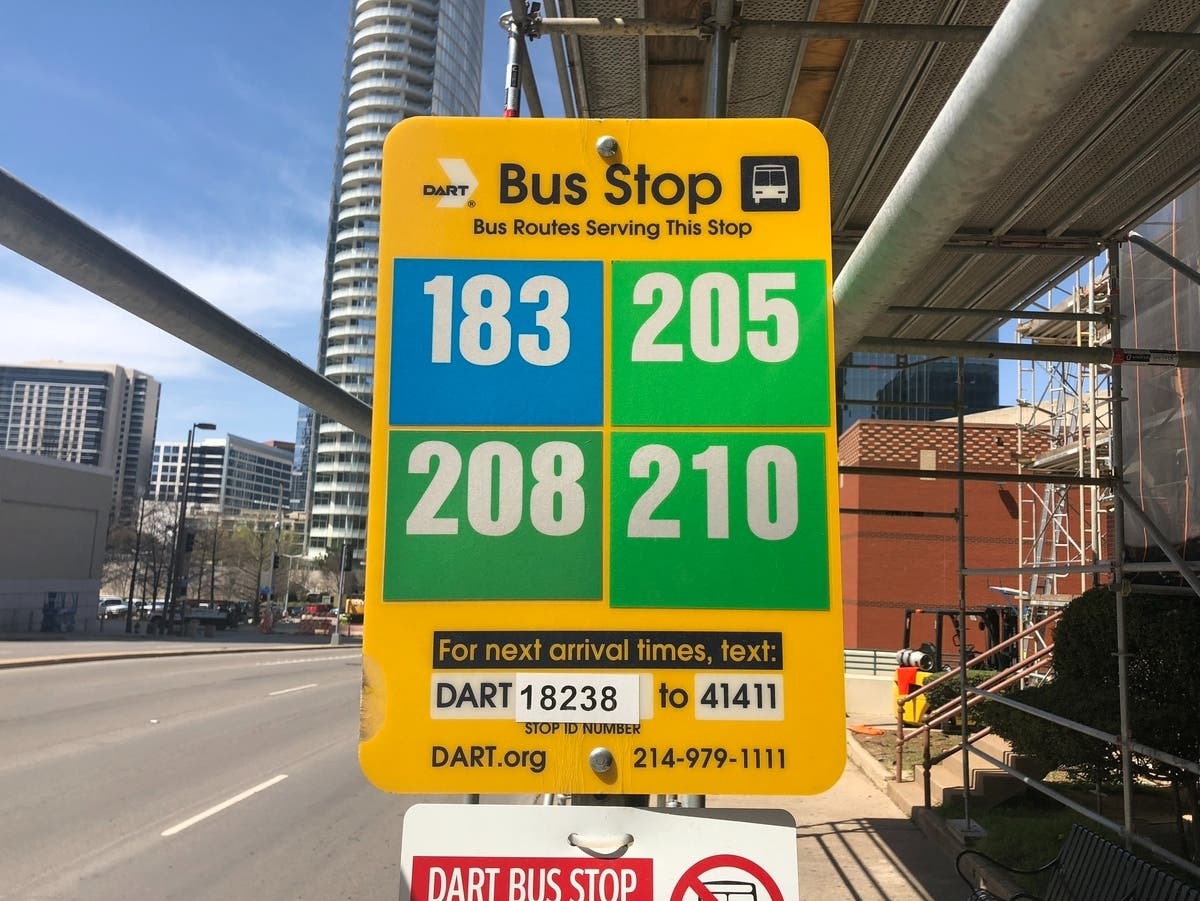 DART
®
Bus Stop
Bus Routes Serving This Stop
183
205
208
210
For next arrival times, text:
DART 18238 to 41411
STOP ID NUMBER
DART.org 214-979-1111
DART BUS STOP